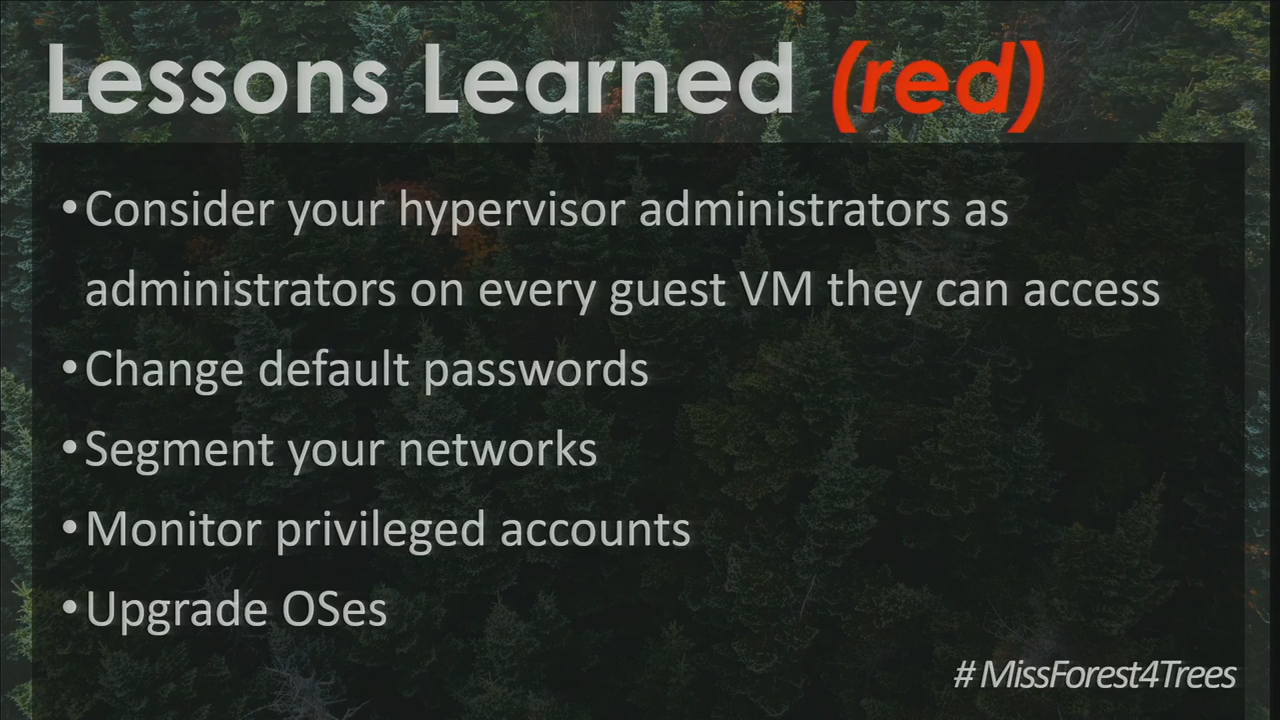 Lessons Learned (red)
•Consider your hypervisor administrators as
administrators on every guest VM they can access
•Change default passwords
•Segment your networks
•Monitor privileged accounts
•Upgrade OSes
# MissForest4Trees